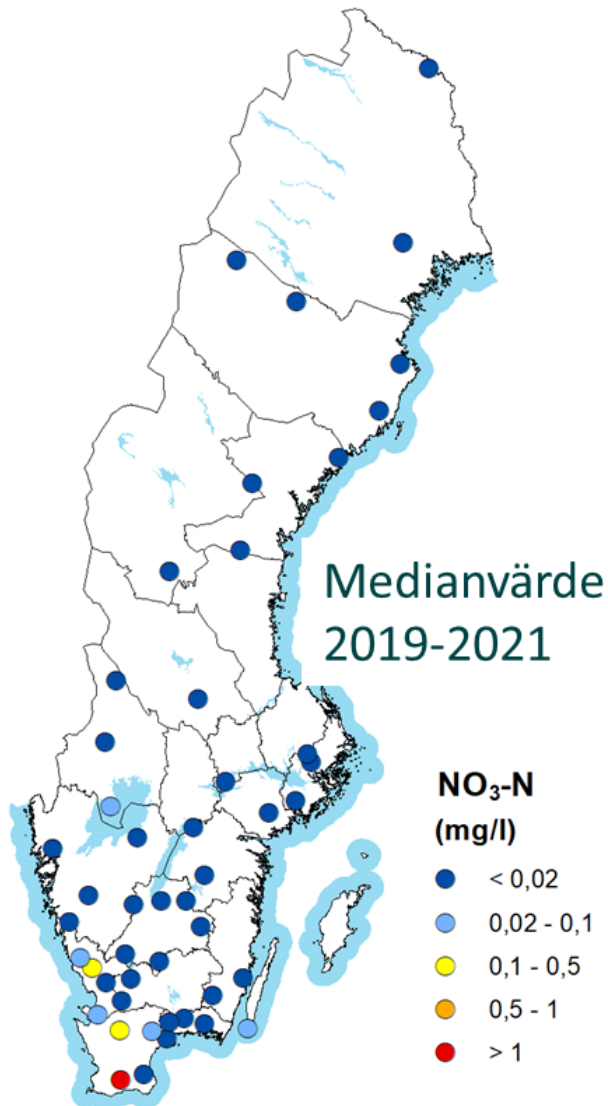 Medianvärde
2019-2021
NO₃-N
(mg/l)
< 0,02
0,02 - 0,1
0,1 - 0,5
0,5 - 1
> 1